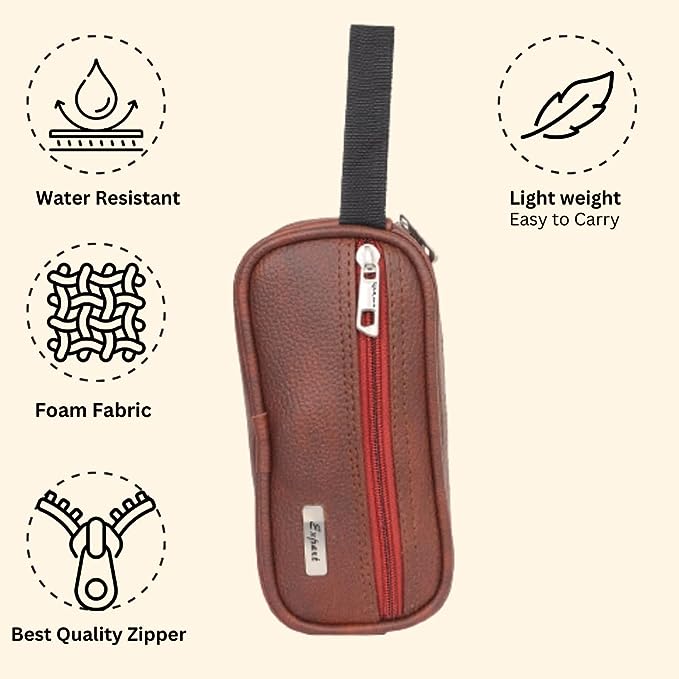 Water Resistant
Light weight
Easy to Carry
Foam Fabric
Best Quality Zipper
Expert